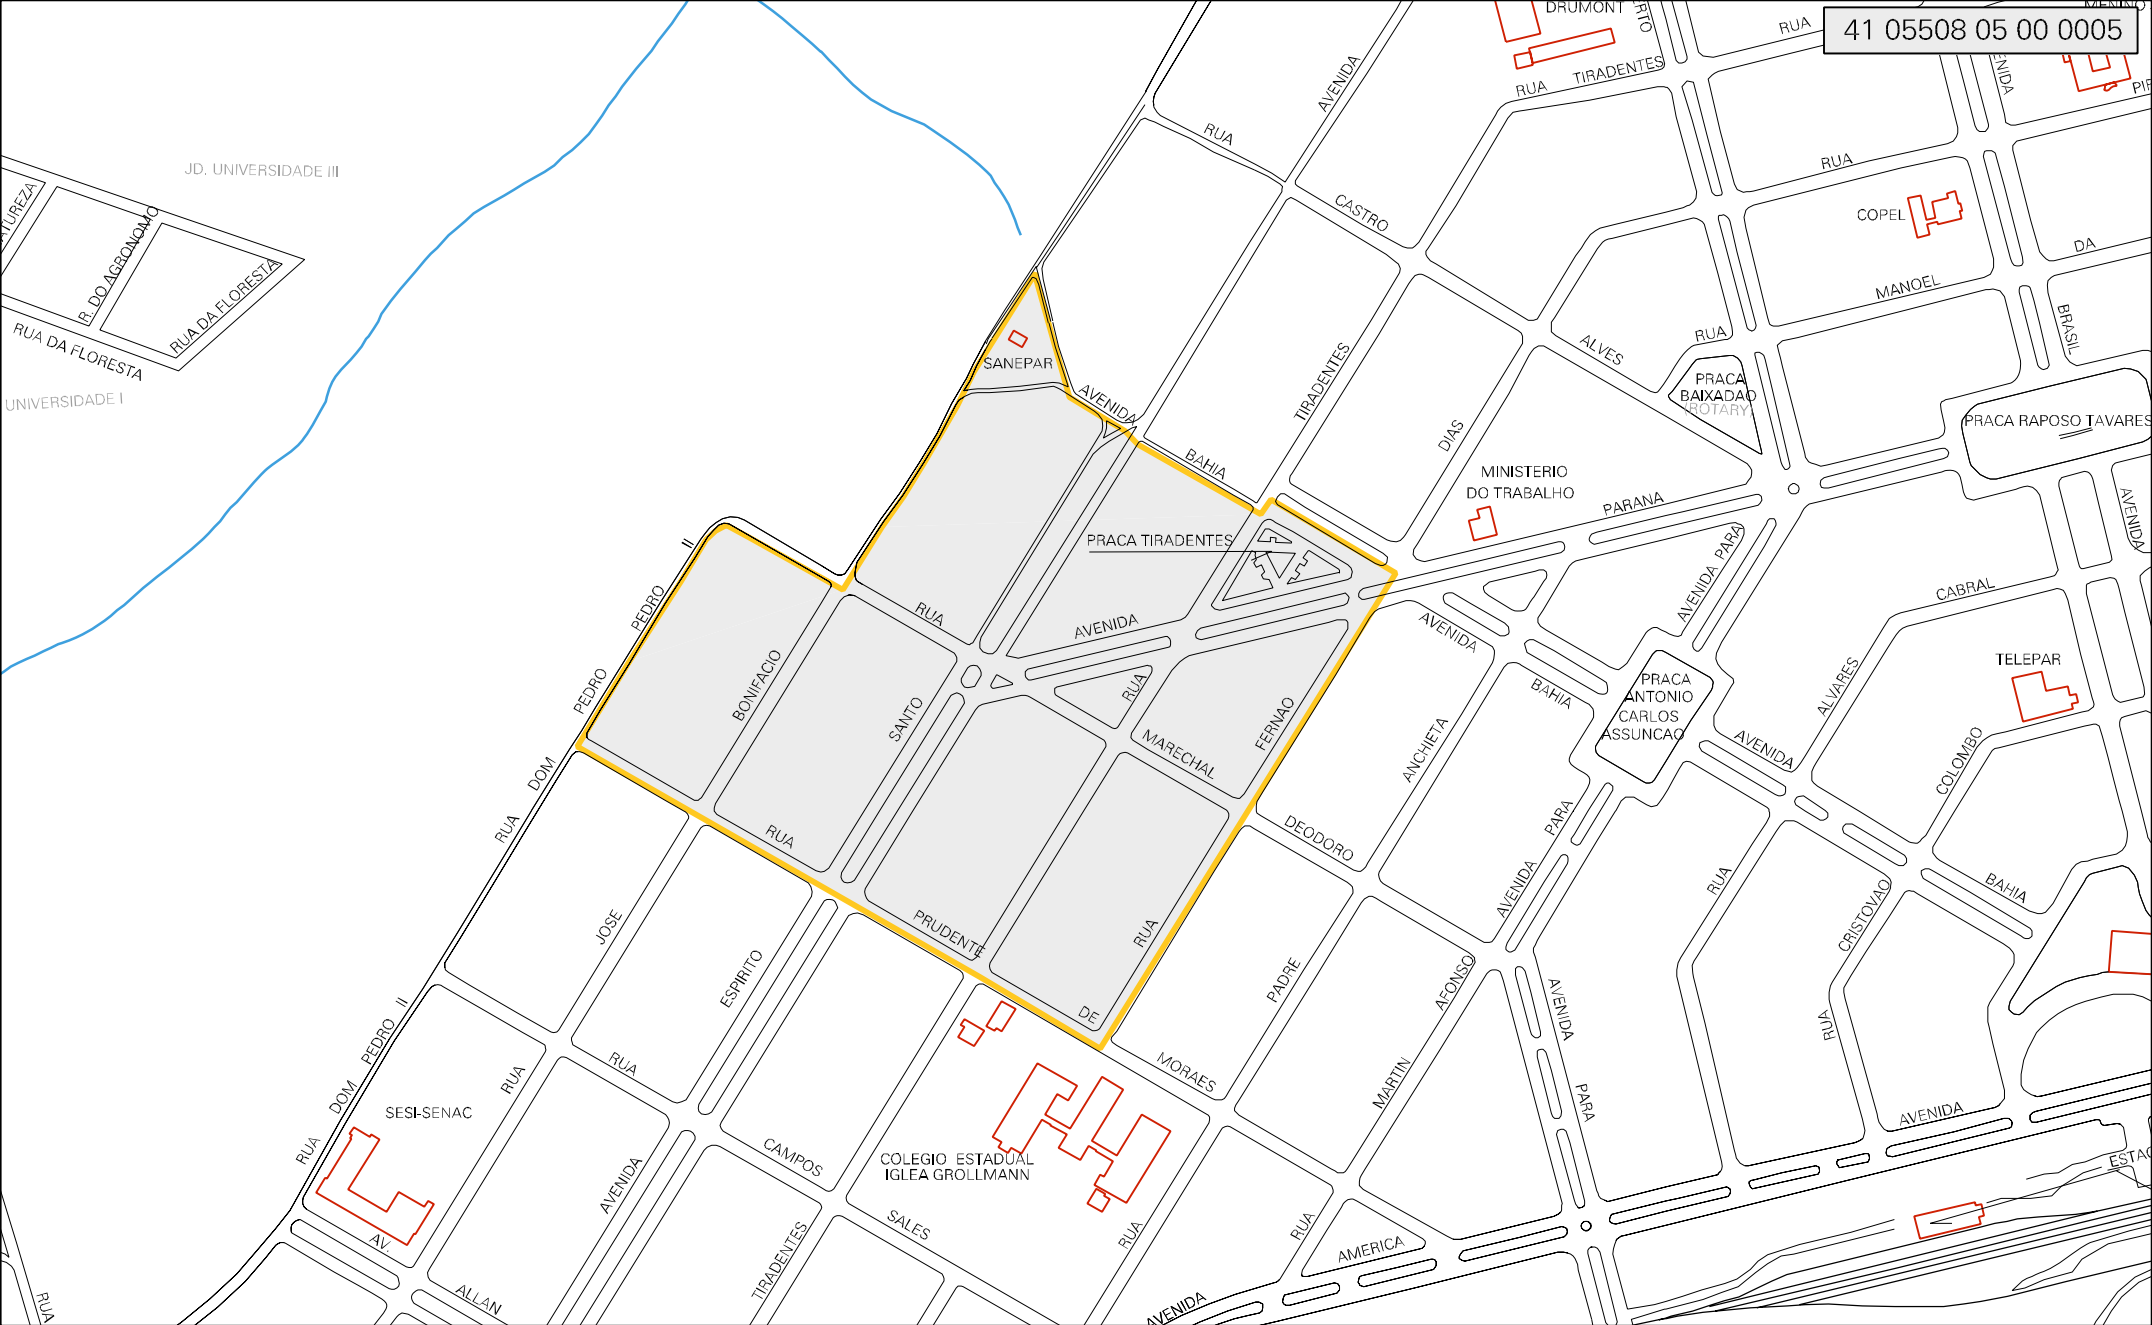 41 05508 05 00 0005
DRUMONT
RUA
RUA
TIRADENTES
AVENIDA
RUA
CASTRO
ALVES
JD. UNIVERSIDADE III
R. DO AGRONOMO
RUA DA FLORESTA
RUA DA FLORESTA
UNIVERSIDADE I
RUA
COPEL
DA
MANOEL
RUA
BRASIL
SANEPAR
AVENIDA
BAHIA
TIRADENTES
DIAS
PRACA
BAIXADAO
(ROTARY)
PRACA RAPOSO TAVARES
MINISTERIO
DO TRABALHO
PARANA
AVENIDA
PRACA TIRADENTES
AVENIDA PARA
CABRAL
PEDRO II
RUA
AVENIDA
AVENIDA
BAHIA
PEDRO
BONIFACIO
SANTO
RUA
MARECHAL
FERNAO
ANCHIETA
PRACA
ANTONIO
CARLOS
ASSUNCAO
TELEPAR
ALVARES
AVENIDA
COLOMBO
DOM
RUA
RUA
DEODORO
PARA
AVENIDA
RUA
CRISTOVAO
BAHIA
JOSE
ESPIRITO
PRUDENTE
RUA
DE
PADRE
AFONSO
AVENIDA
RUA
DOM PEDRO II
RUA
RUA
MORAES
MARTIN
PARA
AVENIDA
SESI-SENAC
RUA
CAMPOS
COLEGIO ESTADUAL
IGLEA GROLLMANN
AVENIDA
SALES
TIRADENTES
RUA
RUA
AMERICA
AV.
ALLAN
RUA
AVENIDA